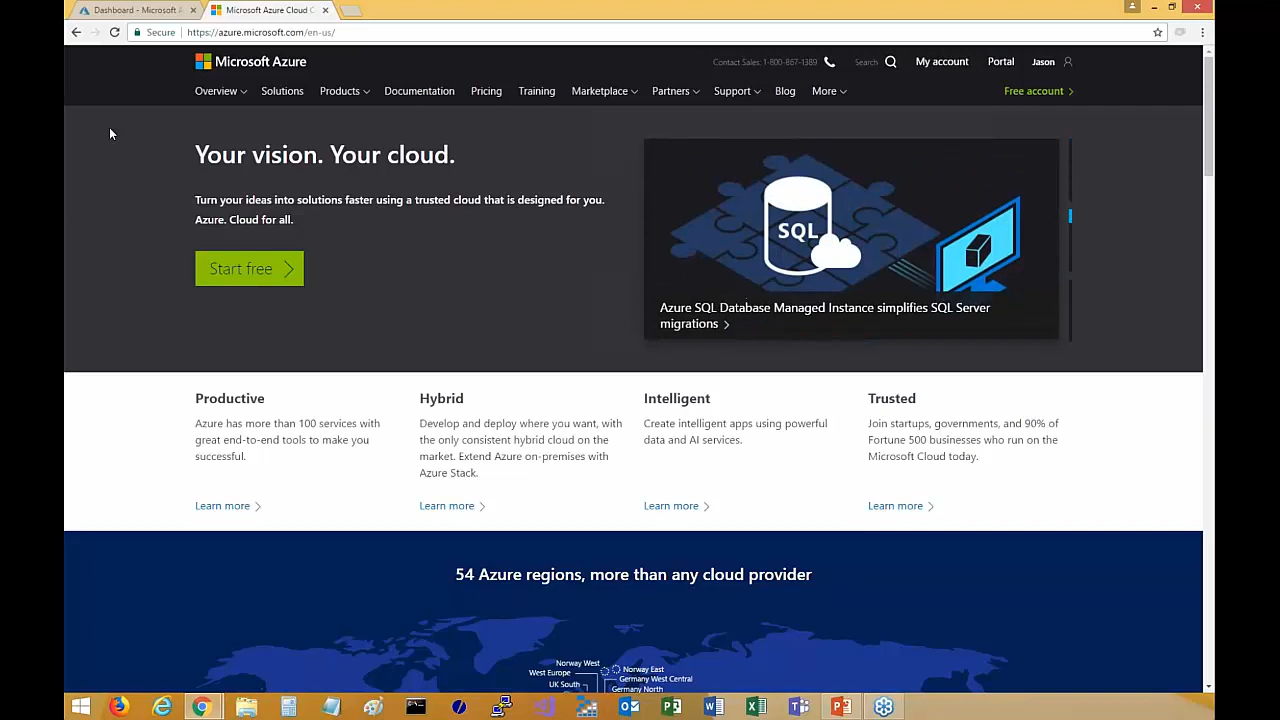 Dashboard - Microsoft A
Microsoft Azure Cloud C
Secure
https://azure.microsoft.com/en-us/
Microsoft Azure
Contact Sales: 1-800-867-1389
Search
My account
Portal
Jason
Overview
Solutions
Products
Documentation
Pricing
Training
Marketplace
Partners
Support
Blog
More
Free account
Your vision. Your cloud.
Turn your ideas into solutions faster using a trusted cloud that is designed for you.
Azure. Cloud for all.
Start free
SQL
Azure SQL Database Managed Instance simplifies SQL Server
migrations
Productive
Azure has more than 100 services with
great end-to-end tools to make you
successful.
Learn more
Hybrid
Develop and deploy where you want, with
the only consistent hybrid cloud on the
market. Extend Azure on-premises with
Azure Stack.
Learn more
Intelligent
Create intelligent apps using powerful
data and AI services.
Learn more
Trusted
Join startups, governments, and 90% of
Fortune 500 businesses who run on the
Microsoft Cloud today.
Learn more
54 Azure regions, more than any cloud provider
Norway West
Norway East
West Europe
Germany West Central
UK South
Germany North